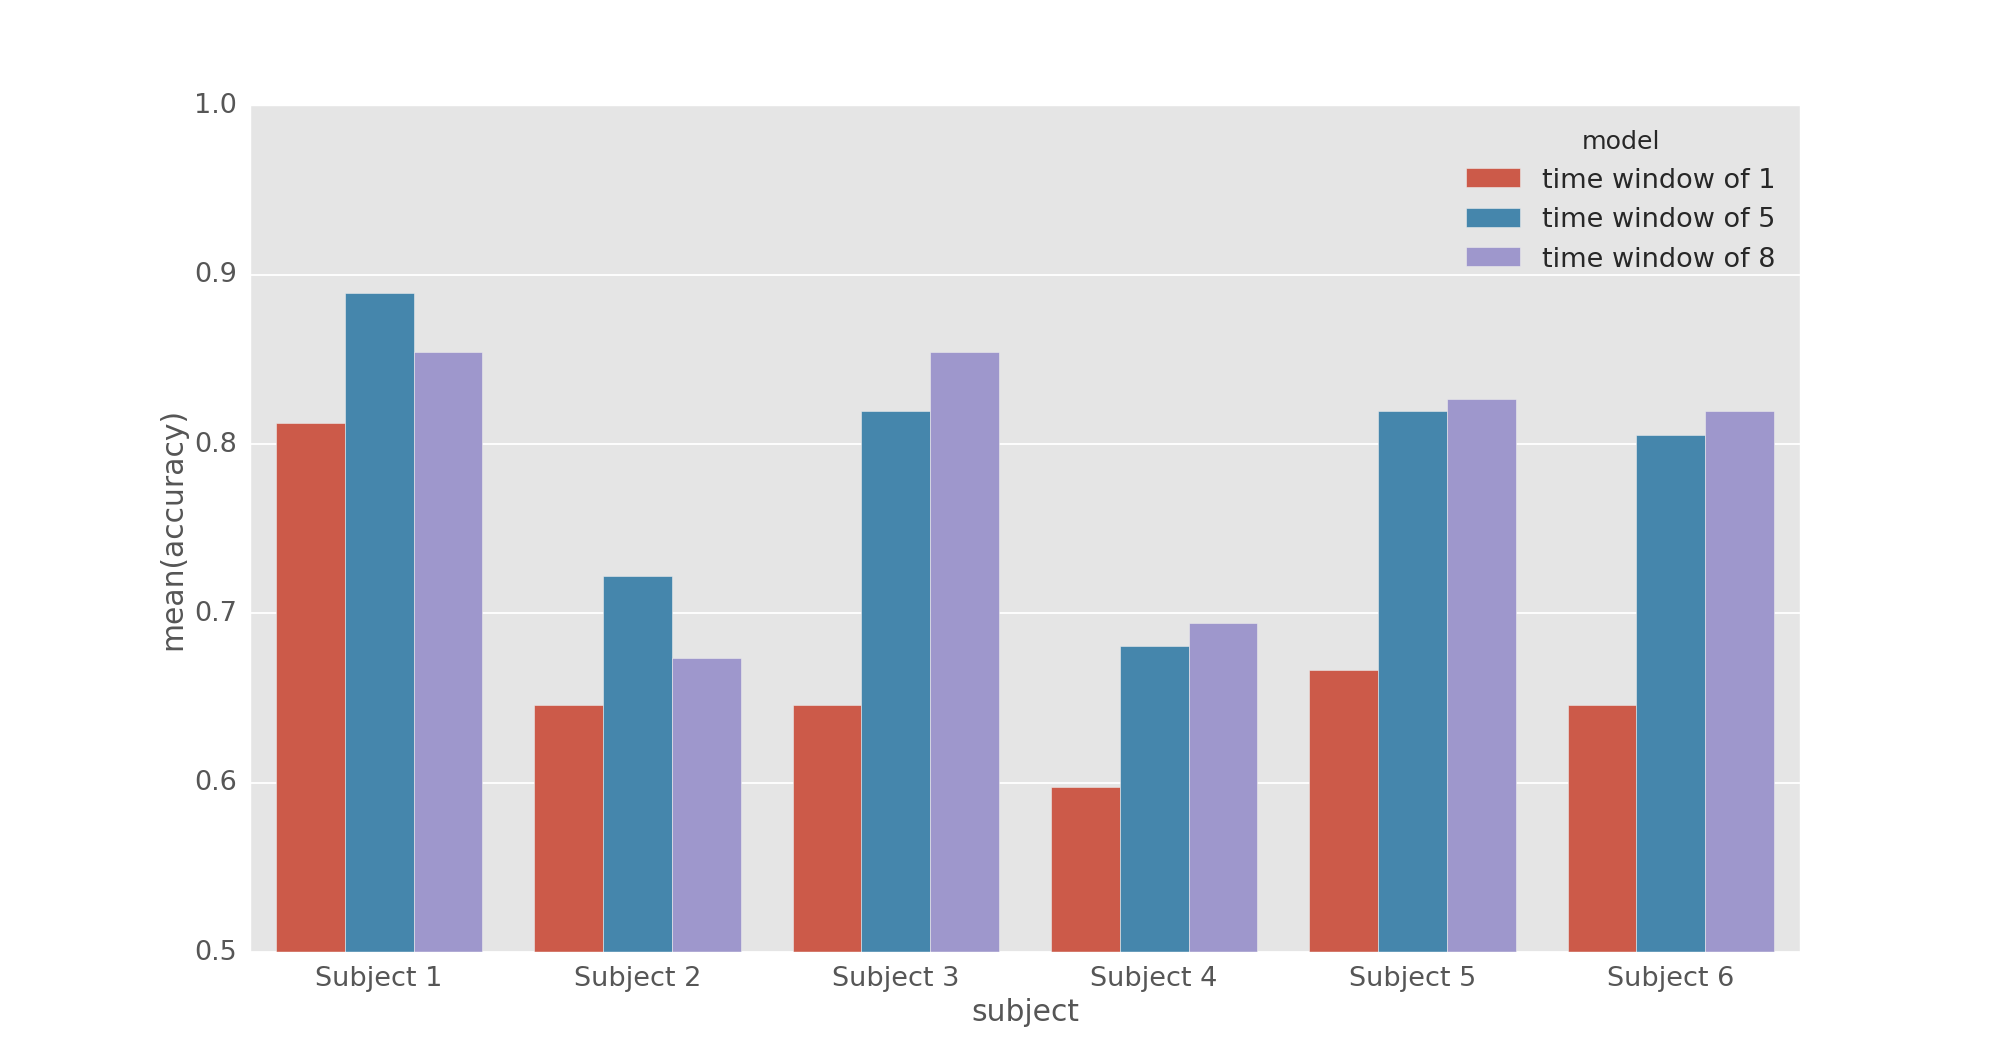 1.0
0.9
0.8
0.7
0.6
0.5
mean(accuracy)
model
time window of 1
time window of 5
time window of 8
Subject 1
Subject 2
Subject 3
Subject 4
Subject 5
Subject 6
subject